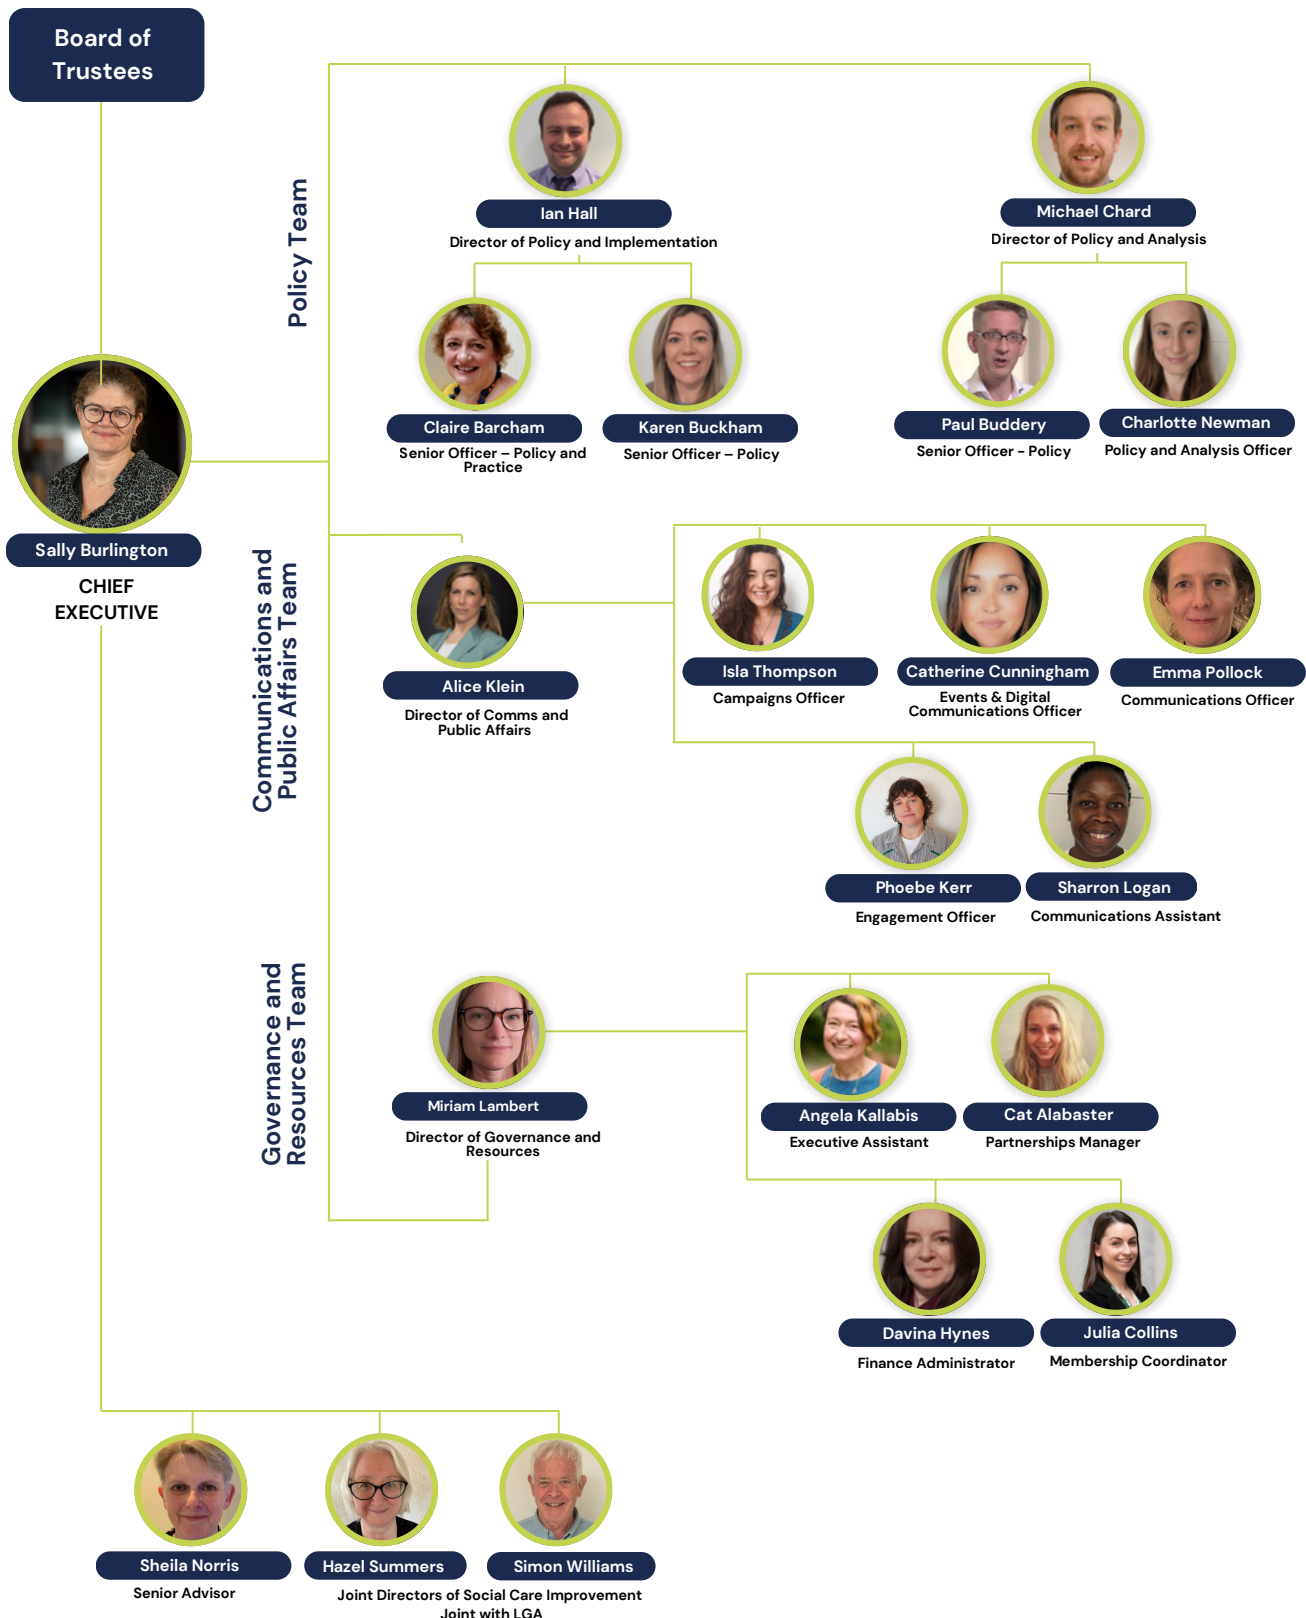 Board of
Trustees
Policy Team
Ian Hall
Director of Policy and Implementation
Michael Chard
Director of Policy and Analysis
Claire Barcham
Senior Officer – Policy and
Practice
Karen Buckham
Senior Officer – Policy
Paul Buddery
Senior Officer - Policy
Charlotte Newman
Policy and Analysis Officer
Sally Burlington
CHIEF
EXECUTIVE
Communications and
Public Affairs Team
Alice Klein
Director of Comms and
Public Affairs
Isla Thompson
Campaigns Officer
Catherine Cunningham
Events & Digital
Communications Officer
Emma Pollock
Communications Officer
Phoebe Kerr
Engagement Officer
Sharron Logan
Communications Assistant
Governance and
Resources Team
Miriam Lambert
Director of Governance and
Resources
Angela Kallabis
Executive Assistant
Cat Alabaster
Partnerships Manager
Davina Hynes
Finance Administrator
Julia Collins
Membership Coordinator
Sheila Norris
Senior Advisor
Hazel Summers
Simon Williams
Joint Directors of Social Care Improvement
Joint with LGA